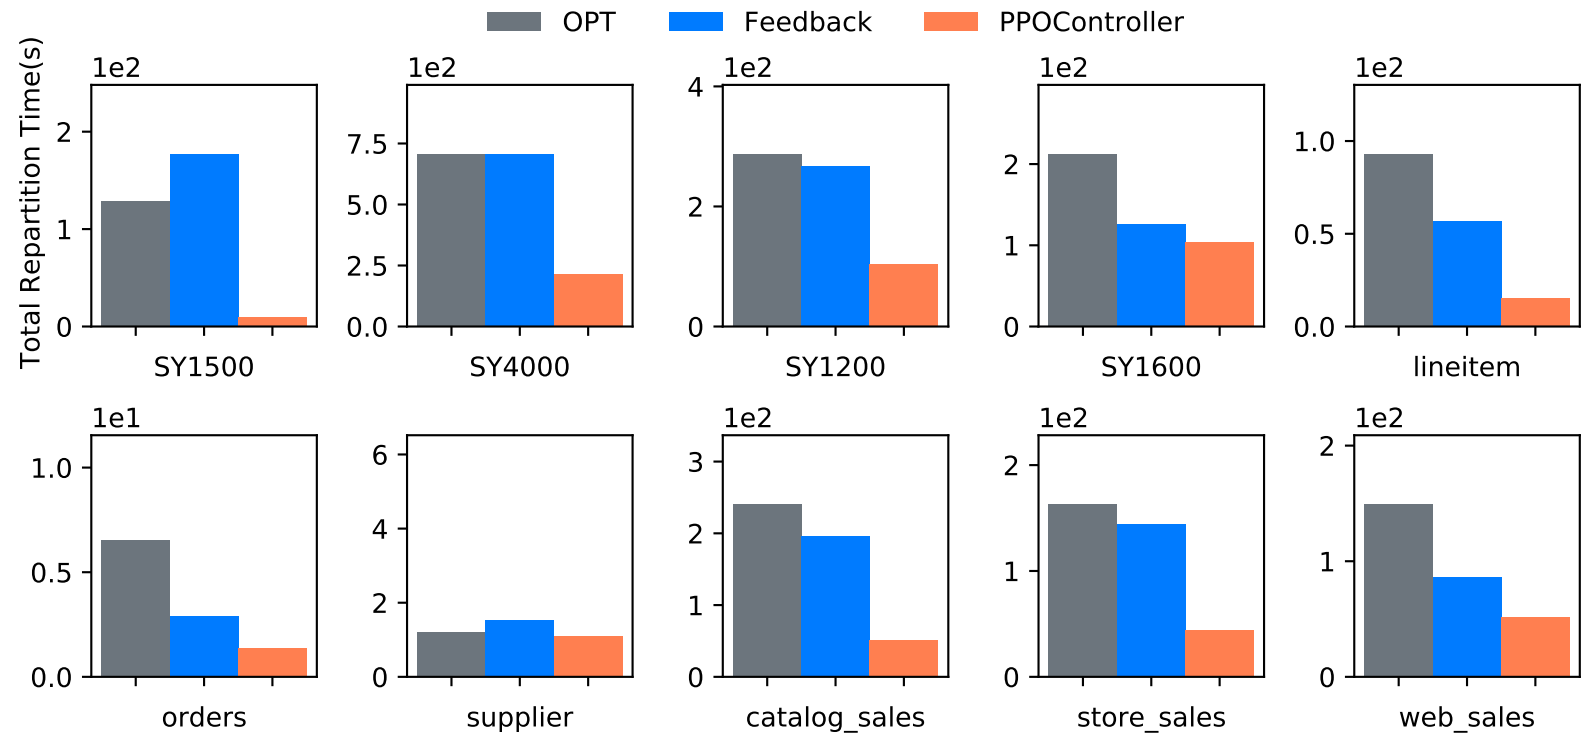 OPT Feedback PPOController
Total Repartition Time(s)
1e2 1e2 1e2 1e2 1e2
2 1 0
7.5 5.0 2.5 0.0
4 2 0
2 1 0
1.0 0.5 0.0
SY1500 SY4000 SY1200 SY1600 lineitem
1e1 1e2 1e2 1e2
1.0 0.5 0.0
6 4 2 0
3 2 1 0
2 1 0
2 1 0
orders supplier catalog_sales store_sales web_sales